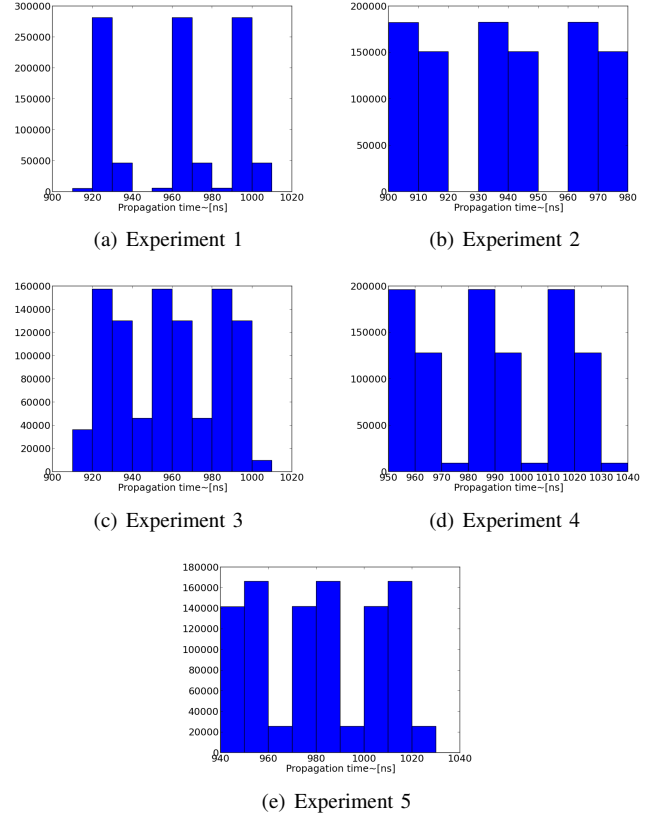 300000
250000
200000
150000
100000
50000
0
900 920 940 960 980 1000 1020
Propagation time~[ns]
(a) Experiment 1
200000
150000
100000
50000
0
900 910 920 930 940 950 960 970 980
Propagation time~[ns]
(b) Experiment 2
160000
140000
120000
100000
80000
60000
40000
20000
0
900 920 940 960 980 1000 1020
Propagation time~[ns]
(c) Experiment 3
200000
150000
100000
50000
0
950 960 970 980 990 1000 1010 1020 1030 1040
Propagation time~[ns]
(d) Experiment 4
180000
160000
140000
120000
100000
80000
60000
40000
20000
0
940 960 980 1000 1020 1040
Propagation time~[ns]
(e) Experiment 5